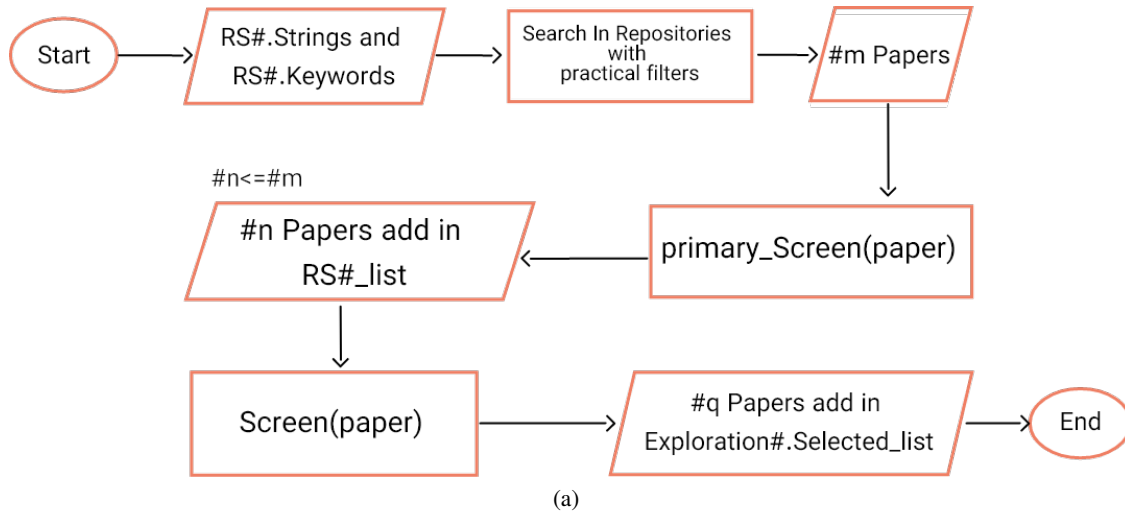 Start
RS#.Strings and
RS#.Keywords
Search In Repositories
with
practical filters
#m Papers
primary_Screen(paper)
#n<=#m
#n Papers add in
RS#_list
Screen(paper)
#q Papers add in
Exploration#.Selected_list
End
(a)